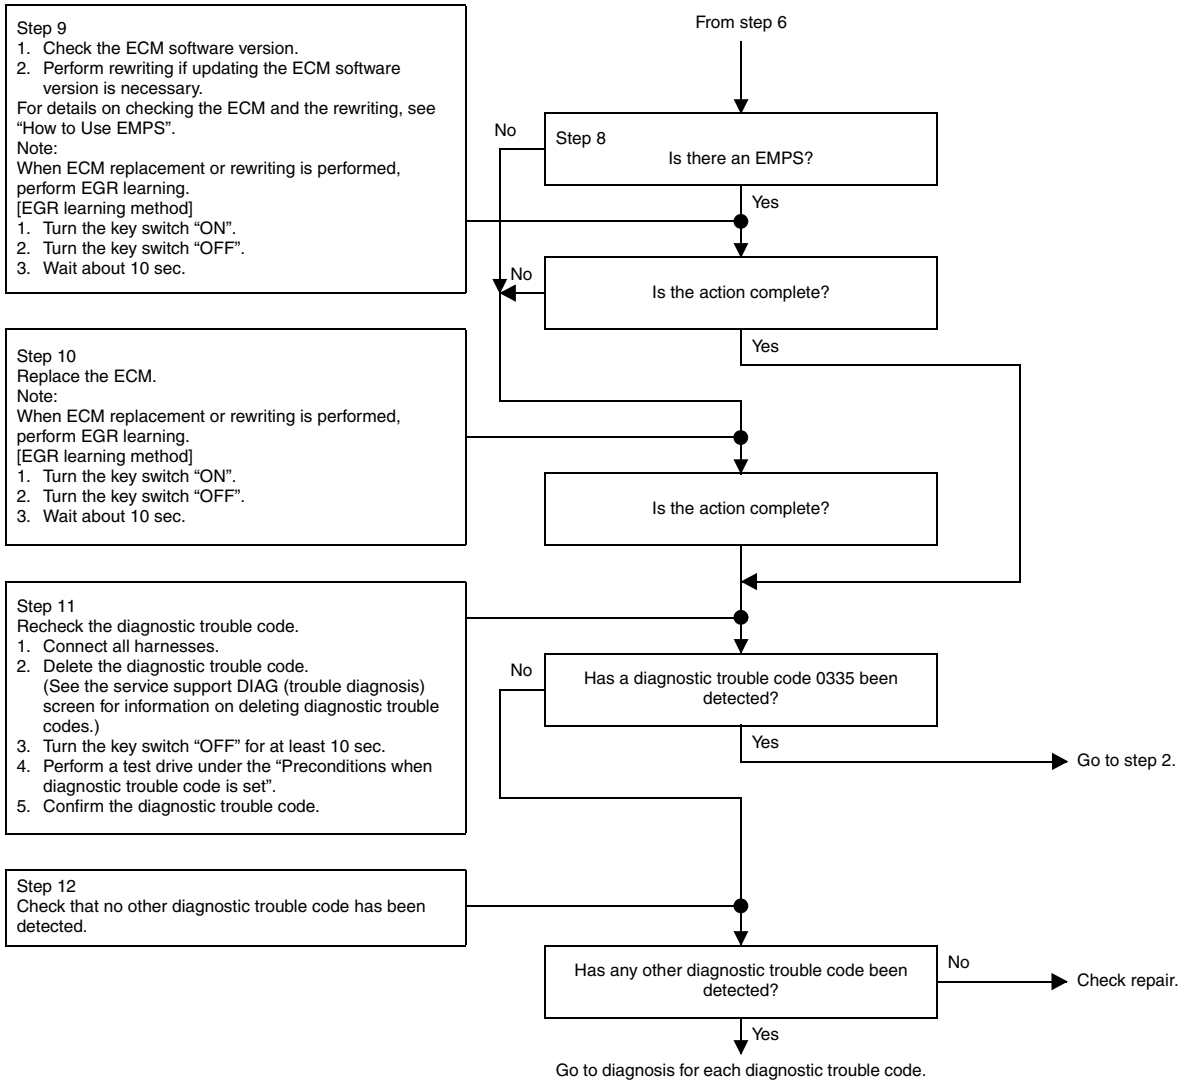 Step 9
1. Check the ECM software version.
2. Perform rewriting if updating the ECM software
version is necessary.
For details on checking the ECM and the rewriting, see
“How to Use EMPS”.
Note:
When ECM replacement or rewriting is performed,
perform EGR learning.
[EGR learning method]
1. Turn the key switch “ON”.
2. Turn the key switch “OFF”.
3. Wait about 10 sec.
From step 6
No
Step 8
Is there an EMPS?
Yes
No
Is the action complete?
Yes
Step 10
Replace the ECM.
Note:
When ECM replacement or rewriting is performed,
perform EGR learning.
[EGR learning method]
1. Turn the key switch “ON”.
2. Turn the key switch “OFF”.
3. Wait about 10 sec.
Is the action complete?
Step 11
Recheck the diagnostic trouble code.
1. Connect all harnesses.
2. Delete the diagnostic trouble code.
(See the service support DIAG (trouble diagnosis)
screen for information on deleting diagnostic trouble
codes.)
3. Turn the key switch “OFF” for at least 10 sec.
4. Perform a test drive under the “Preconditions when
diagnostic trouble code is set”.
5. Confirm the diagnostic trouble code.
No
Has a diagnostic trouble code 0335 been
detected?
Yes
Go to step 2.
Step 12
Check that no other diagnostic trouble code has been
detected.
Has any other diagnostic trouble code been
detected?
No
Check repair.
Yes
Go to diagnosis for each diagnostic trouble code.